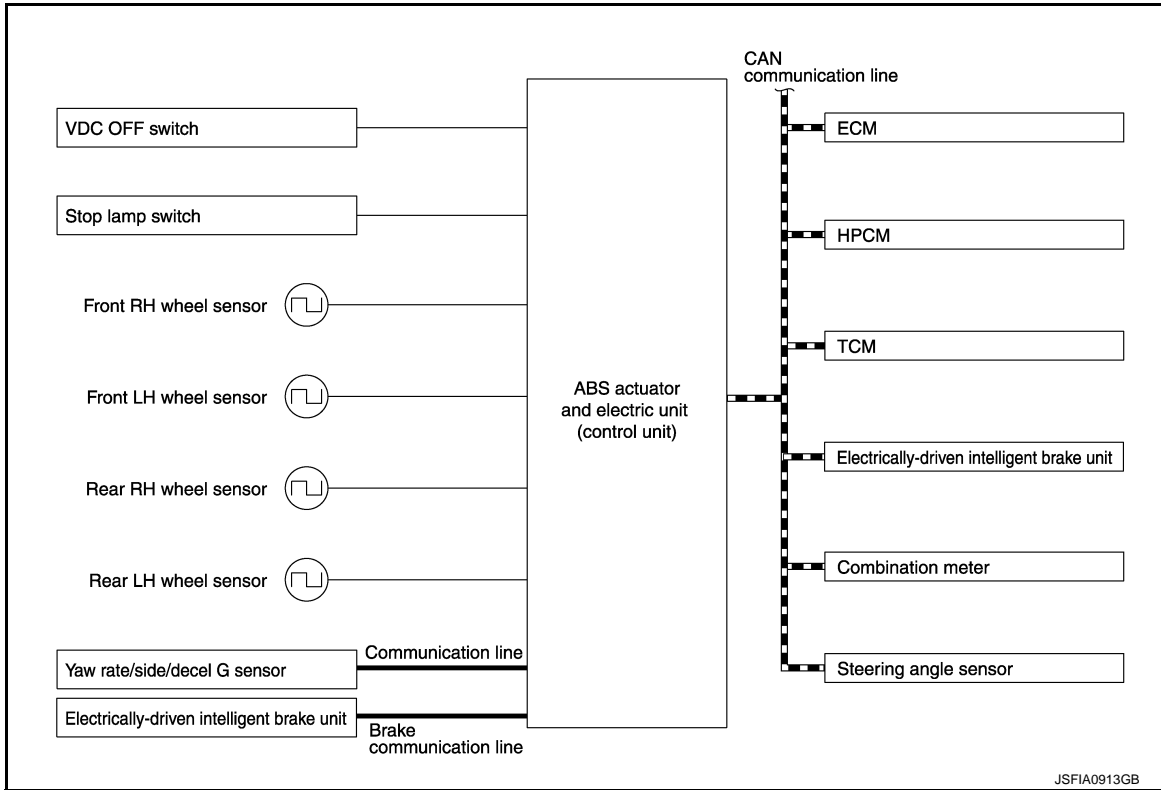 CAN
communication line
VDC OFF switch
ECM
Stop lamp switch
HPCM
Front RH wheel sensor
TCM
Front LH wheel sensor
ABS actuator
and electric unit
(control unit)
Electrically-driven intelligent brake unit
Rear RH wheel sensor
Combination meter
Rear LH wheel sensor
Communication line
Yaw rate/side/decel G sensor
Steering angle sensor
Electrically-driven intelligent brake unit
Brake
communication line
JSFIA0913GB